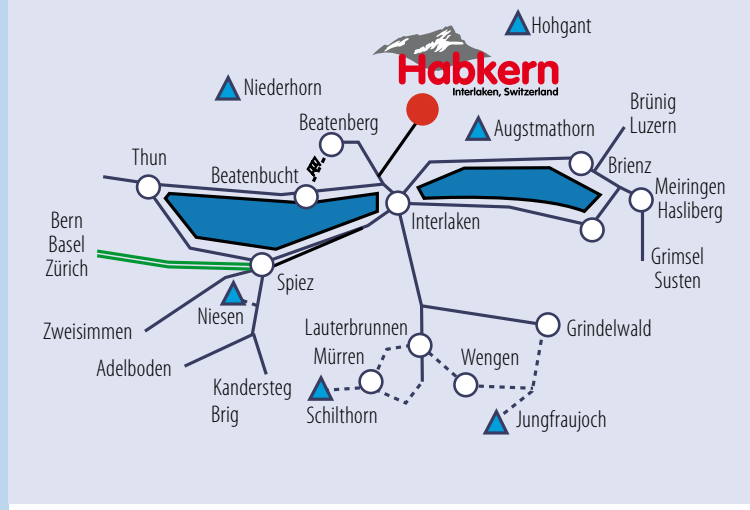 Hohgant
Habkern
Interlaken, Switzerland
Niederhorn
Beatenberg
Augstmathorn
Brünig
Luzern
Thun
Beatenbucht
Brienz
Meiringen
Hasliberg
Bern
Basel
Zürich
Interlaken
Grimsel
Susten
Spiez
Niesen
Zweisimmen
Lauterbrunnen
Grindelwald
Mürren
Wengen
Adelboden
Kandersteg
Brig
Schilthorn
Jungfraujoch